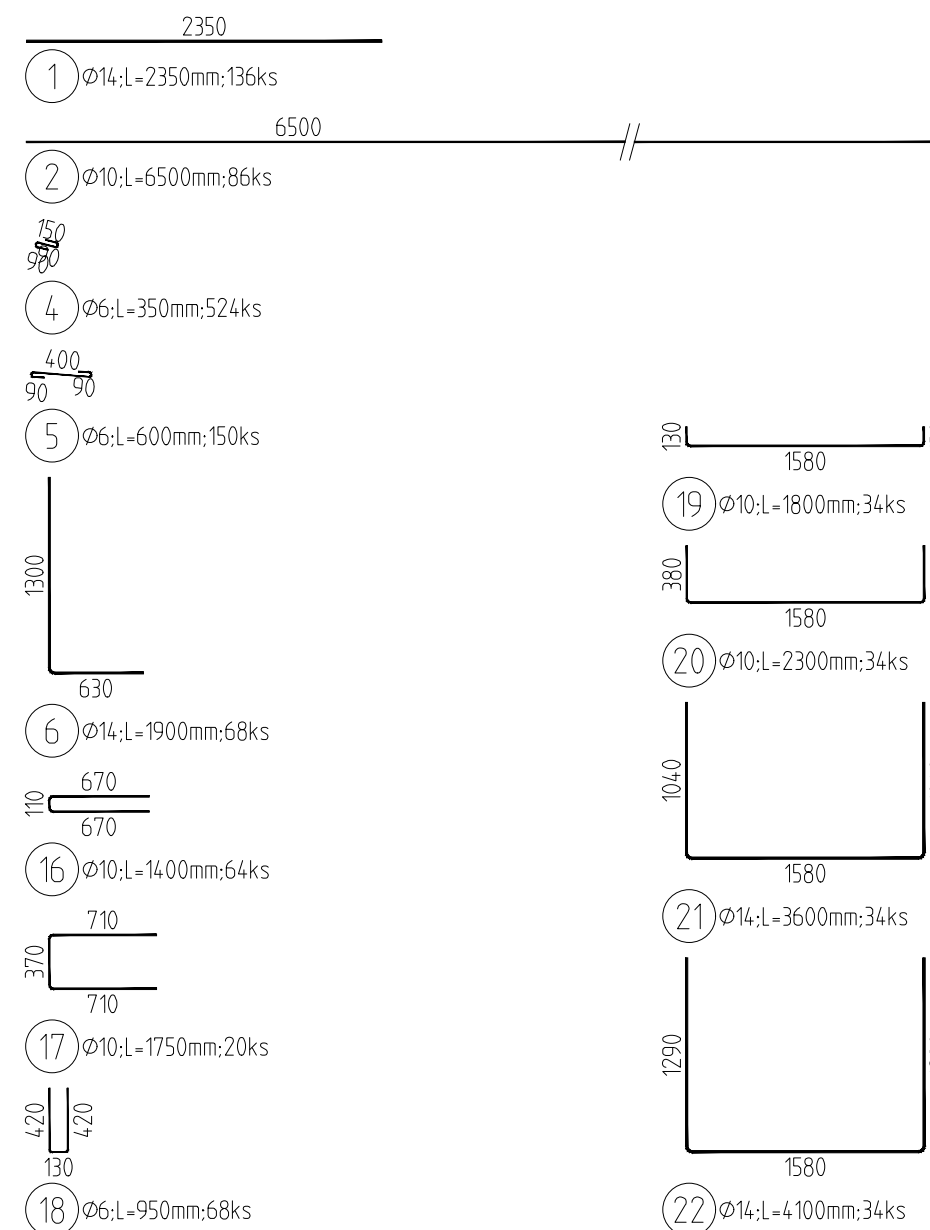 2350
1 Ø14;L=2350mm;136ks
6500
2 Ø10;L=6500mm;86ks
150
90 90
4 Ø6;L=350mm;524ks
400
90 90
5 Ø6;L=600mm;150ks
1300
630
6 Ø14;L=1900mm;68ks
670
110
670
16 Ø10;L=1400mm;64ks
710
370
710
17 Ø10;L=1750mm;20ks
420 420
130
18 Ø6;L=950mm;68ks
130
1580
19 Ø10;L=1800mm;34ks
380
1580
20 Ø10;L=2300mm;34ks
1040
1580
21 Ø14;L=3600mm;34ks
1290
1580
22 Ø14;L=4100mm;34ks